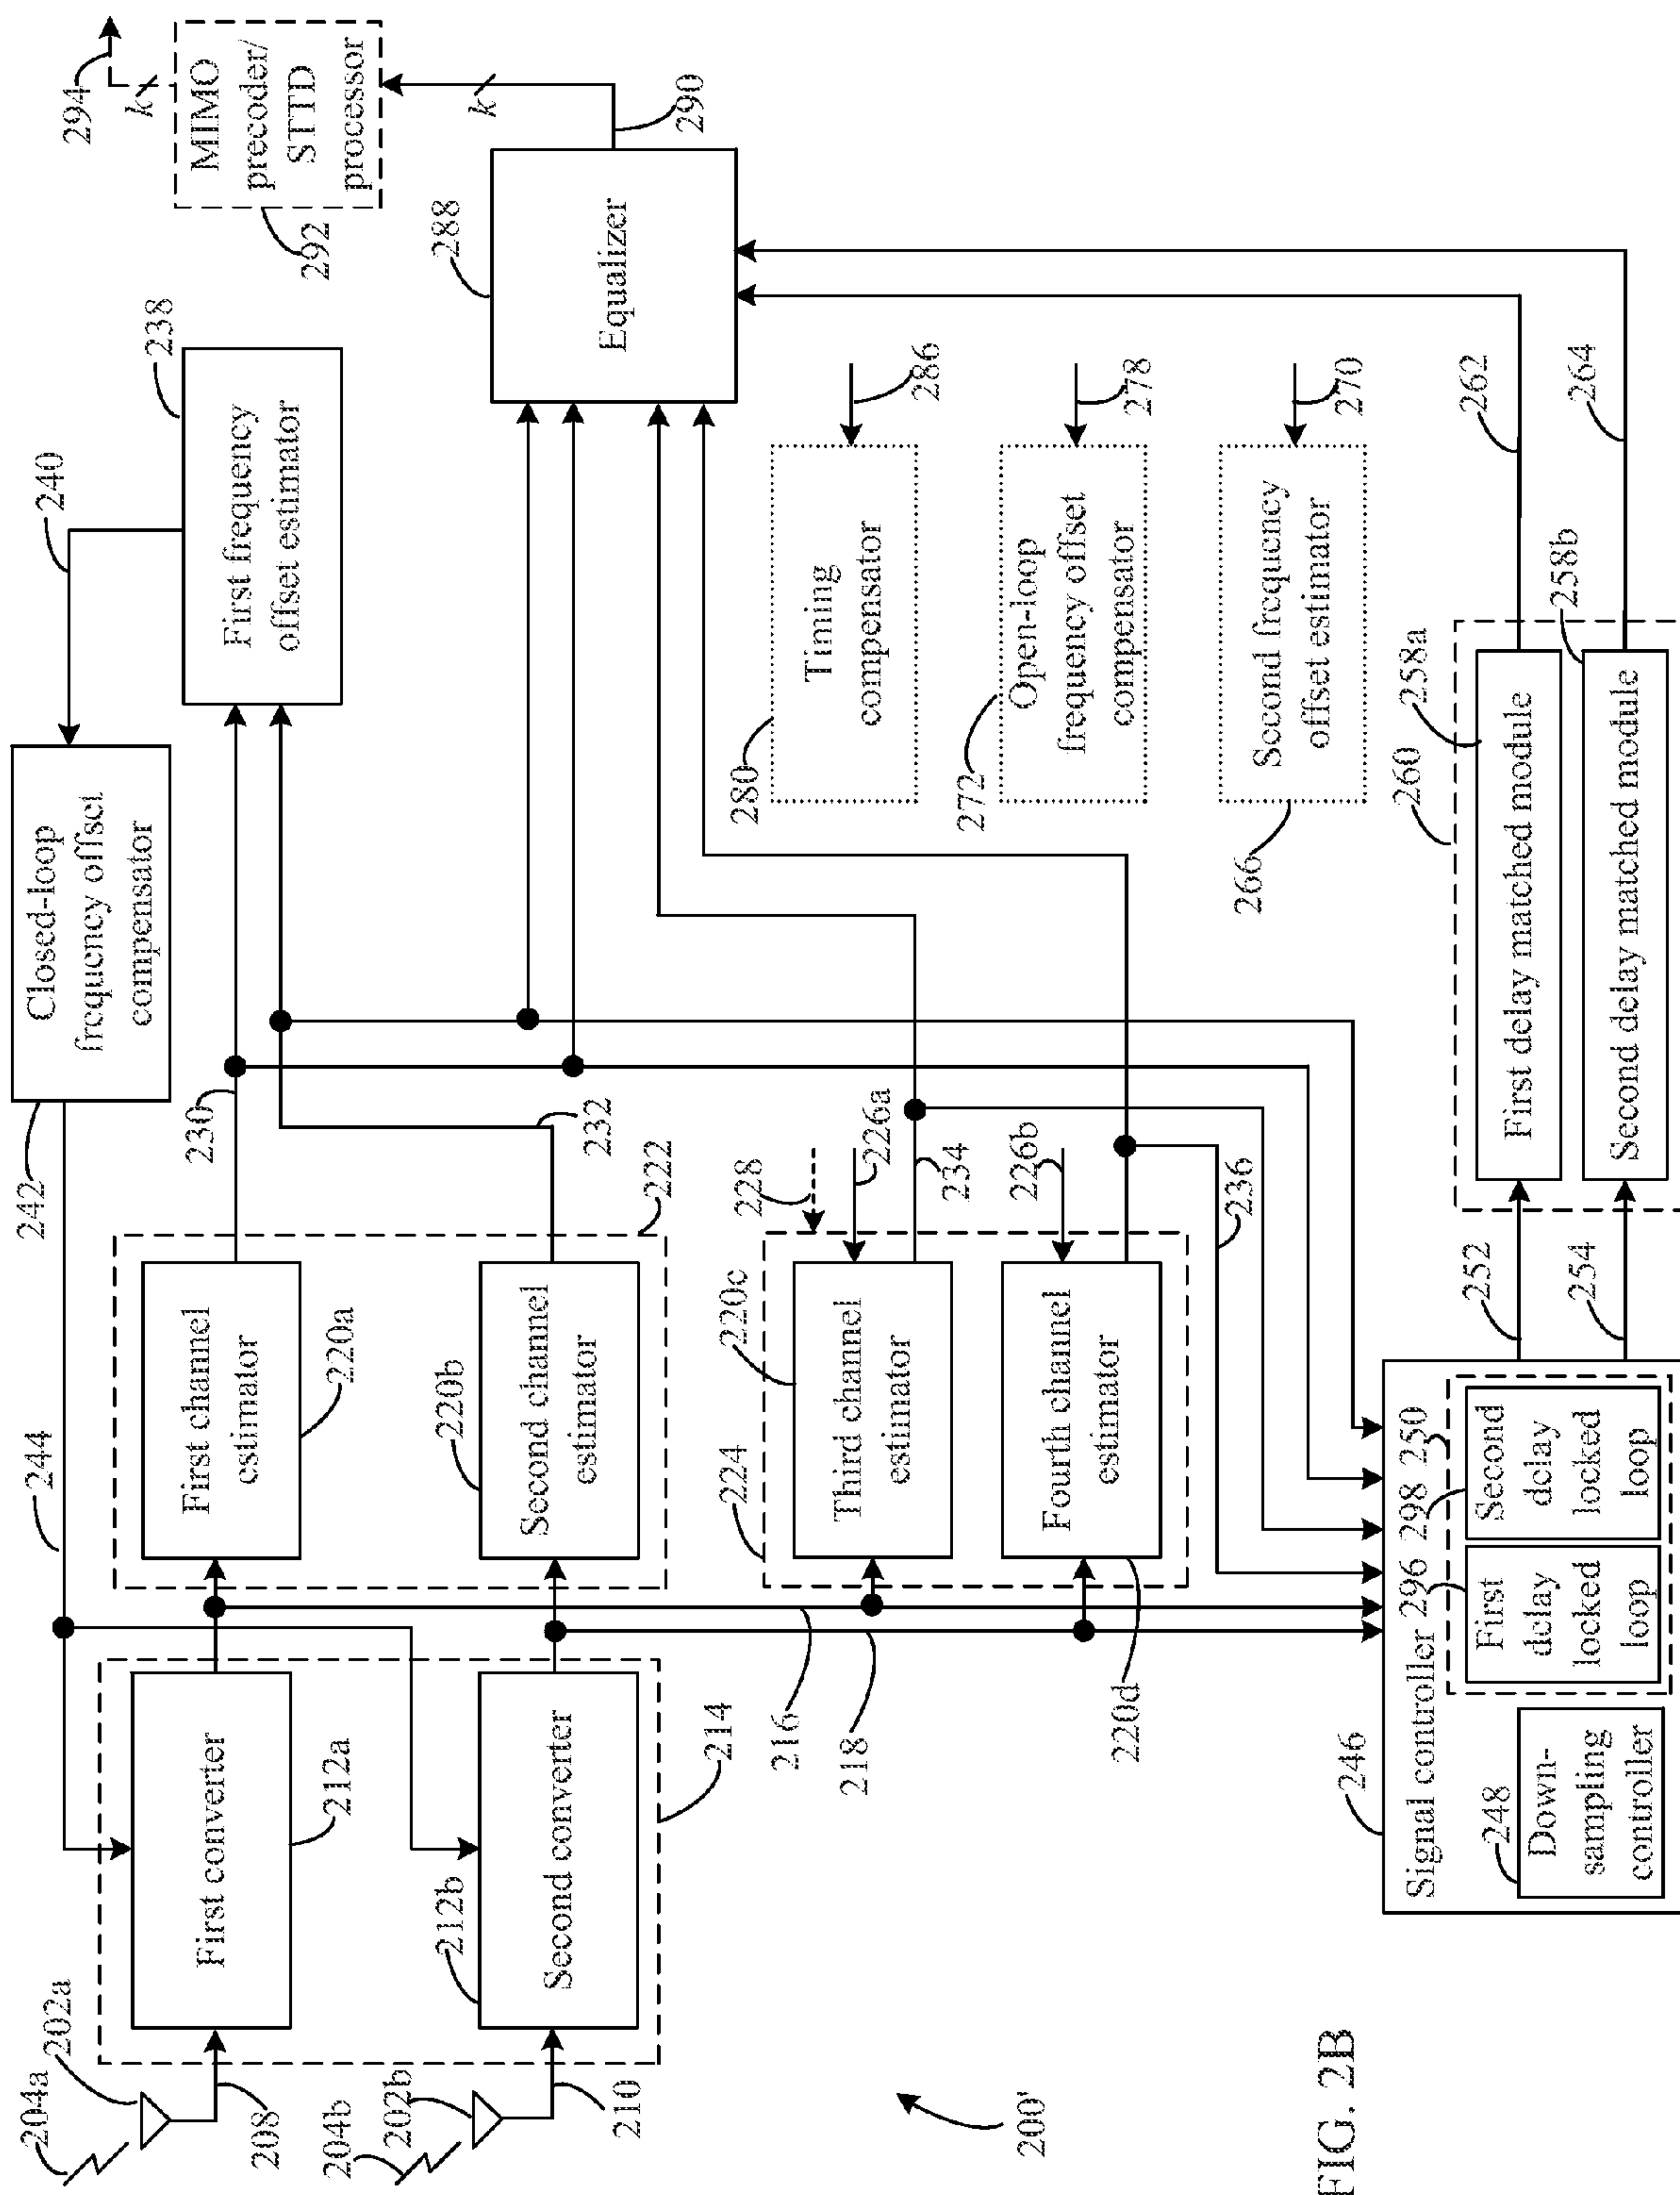 204a
202a
208
204b
202b
210
200'
FIG. 2B
First converter
212a
212b
Second converter
214
244
216
218
First channel
estimator
220a
220b
Second channel
estimator
222
224
220c
Third channel
estimator
Fourth channel
estimator
220d
228
226a
234
226b
236
230
232
242
Closed-loop
frequency offset
compensator
240
First frequency
offset estimator
238
246
Signal controller
248
Down-
sampling
controller
296
First
delay
locked
loop
298
Second
delay
locked
loop
250
252
254
260
258a
First delay matched module
258b
Second delay matched module
262
264
280
Timing
compensator
286
272
Open-loop
frequency offset
compensator
278
266
Second frequency
offset estimator
270
288
Equalizer
290
k
292
MIMO
precoder/
STTD
processor
k
294